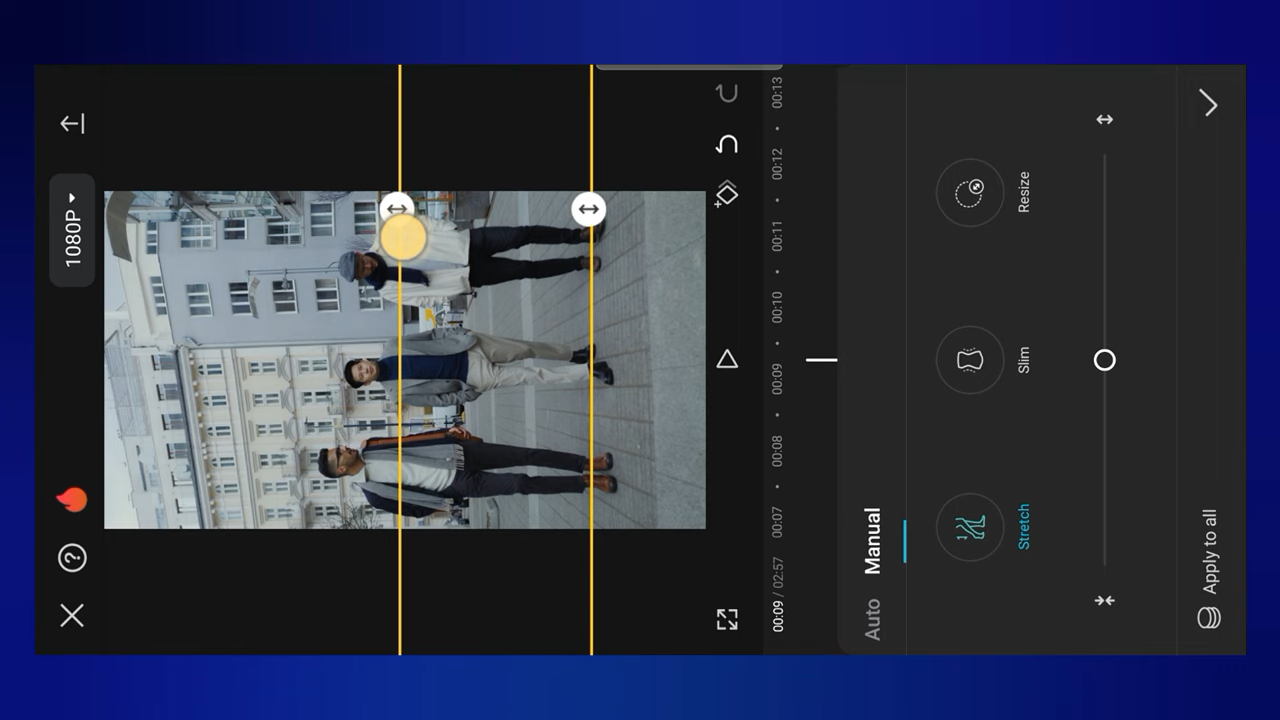 1080P
00:09 / 02:57
00:07
00:08
00:09
00:10
00:11
00:12
00:13
Auto
Manual
Stretch
Slim
Resize
Apply to all